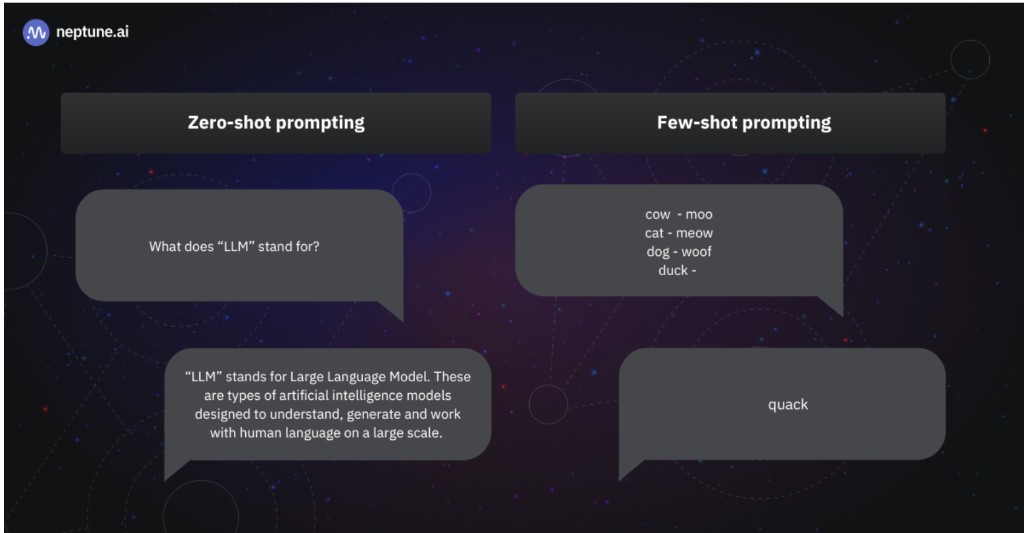 neptune.ai
Zero-shot prompting
What does “LLM” stand for?
“LLM” stands for Large Language Model. These
are types of artificial intelligence models
designed to understand, generate and work
with human language on a large scale.
Few-shot prompting
cow - moo
cat - meow
dog - woof
duck -
quack